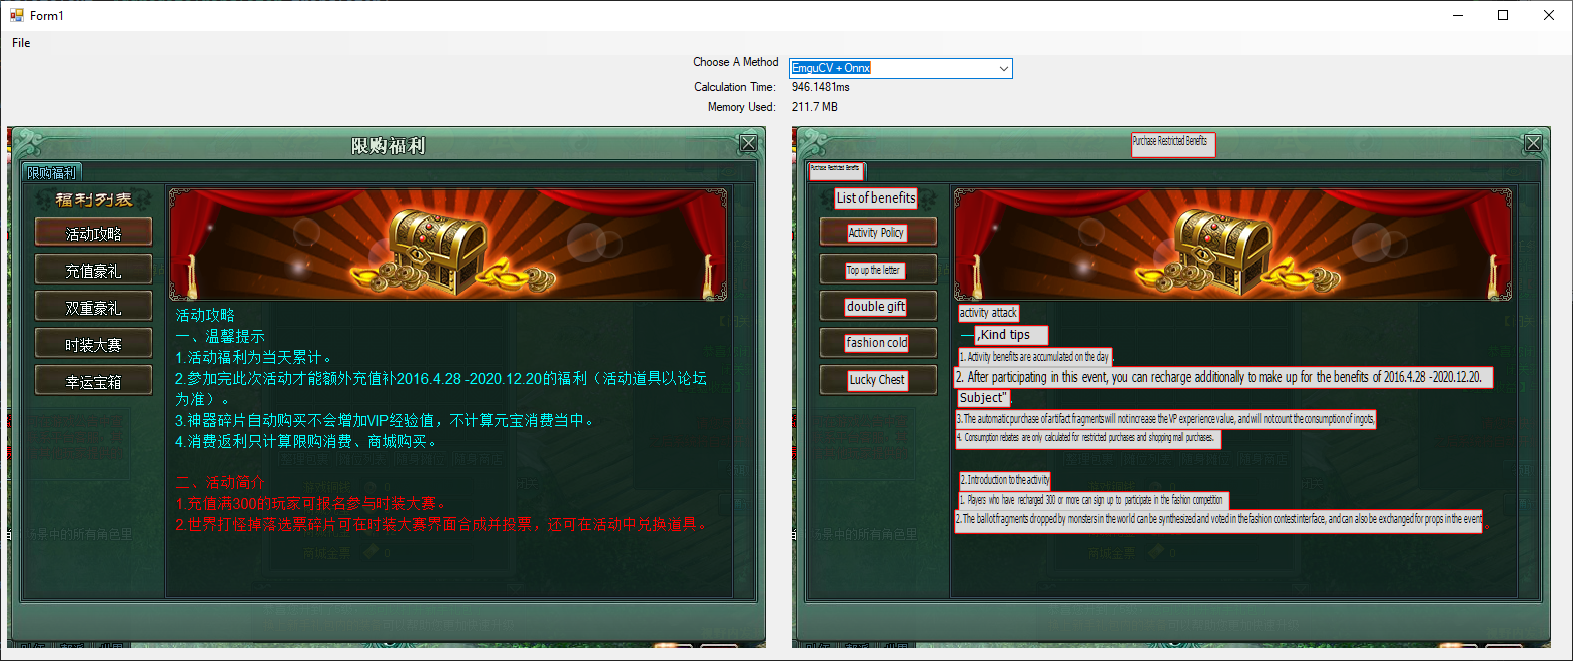 Form1
File
Choose A Method EmguCV + Onnx
Calculation Time: 946.1481ms
Memory Used: 211.7 MB
限购福利
限购福利
福利列表
活动攻略
充值豪礼
双重豪礼
时装大赛
幸运宝箱
活动攻略
一、温馨提示
1.活动福利为当天累计。
2.参加完此次活动才能额外充值补2016.4.28 -2020.12.20的福利（活动道具以论坛
为准）。
3.神器碎片自动购买不会增加VIP经验值，不计算元宝消费当中。
4.消费返利只计算限购消费、商城购买。
二、活动简介
1.充值满300的玩家可报名参与时装大赛。
2.世界打怪掉落选票碎片可在时装大赛界面合成并投票，还可在活动中兑换道具。
Purchase Restricted Benefits
Purchase Restricted Benefits
List of benefits
Activity Policy
Top up the letter
double gift
fashion cold
Lucky Chest
activity attack
一,Kind tips
1. Activity benefits are accumulated on the day
2. After participating in this event, you can recharge additionally to make up for the benefits of 2016.4.28 -2020.12.20.
Subject"
3. The automatic purchase of artifact fragments will not increase the VIP experience value, and will not count the consumption of ingots,
4. Consumption rebates are only calculated for restricted purchases and shopping mall purchases.
2. Introduction to the activity
1. Players who have recharged 300 or more can sign up to participate in the fashion competition
2. The ballot fragments dropped by monsters in the world can be synthesized and voted in the fashion contest interface, and can also be exchanged for props in the event。